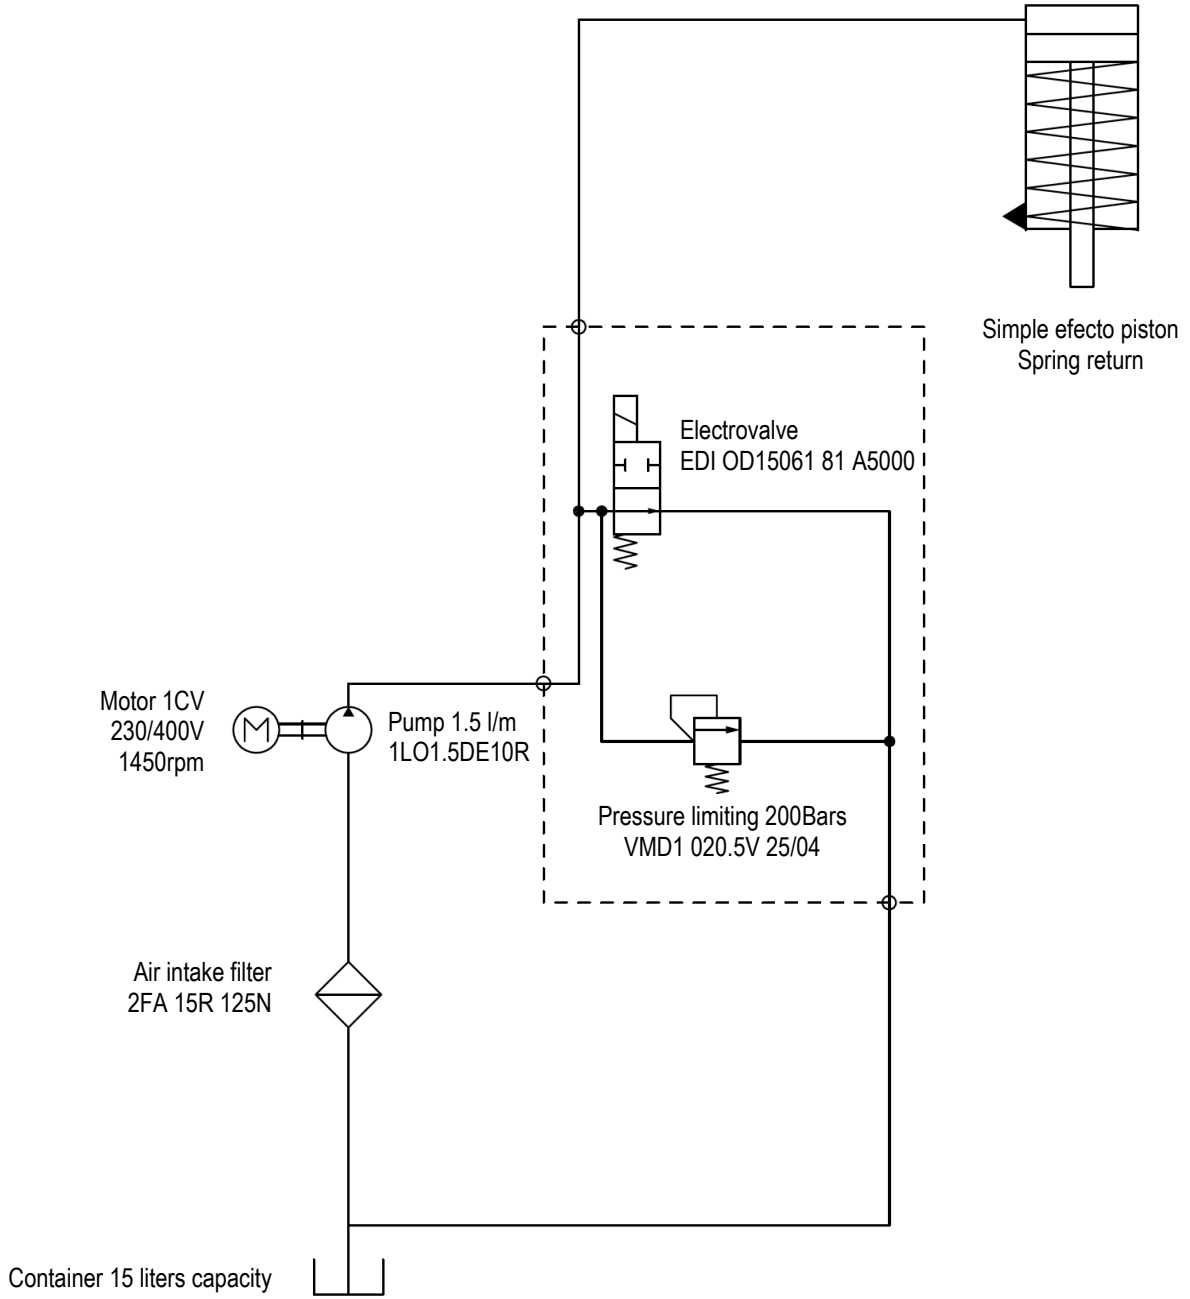 Simple efecto piston
Spring return
Electrovalve
EDI OD15061 81 A5000
Motor 1CV
230/400V
1450rpm
M
Pump 1.5 l/m
1LO1.5DE10R
Pressure limiting 200Bars
VMD1 020.5V 25/04
Air intake filter
2FA 15R 125N
Container 15 liters capacity